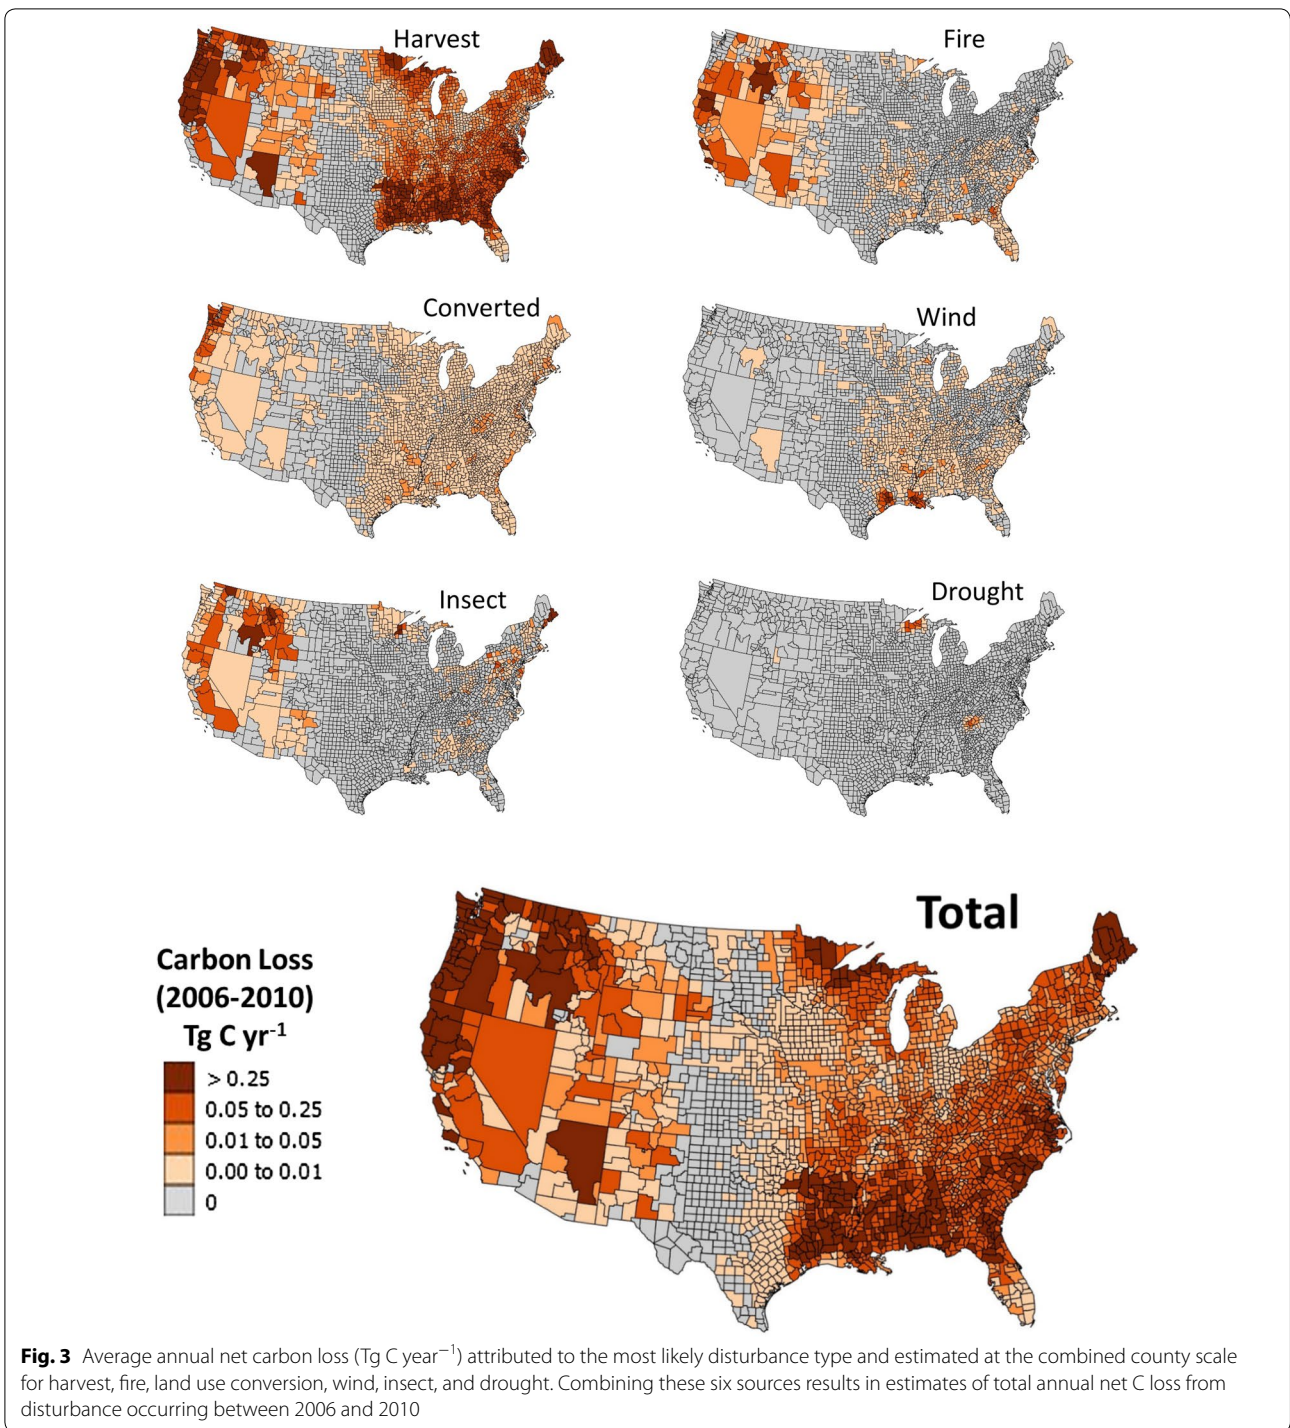 Harvest
Fire
Converted
Wind
Insect
Drought
Total
Carbon Loss
(2006-2010)
Tg C yr-1
> 0.25
0.05 to 0.25
0.01 to 0.05
0.00 to 0.01
0
Fig. 3 Average annual net carbon loss (Tg C year−1) attributed to the most likely disturbance type and estimated at the combined county scale
for harvest, fire, land use conversion, wind, insect, and drought. Combining these six sources results in estimates of total annual net C loss from
disturbance occurring between 2006 and 2010